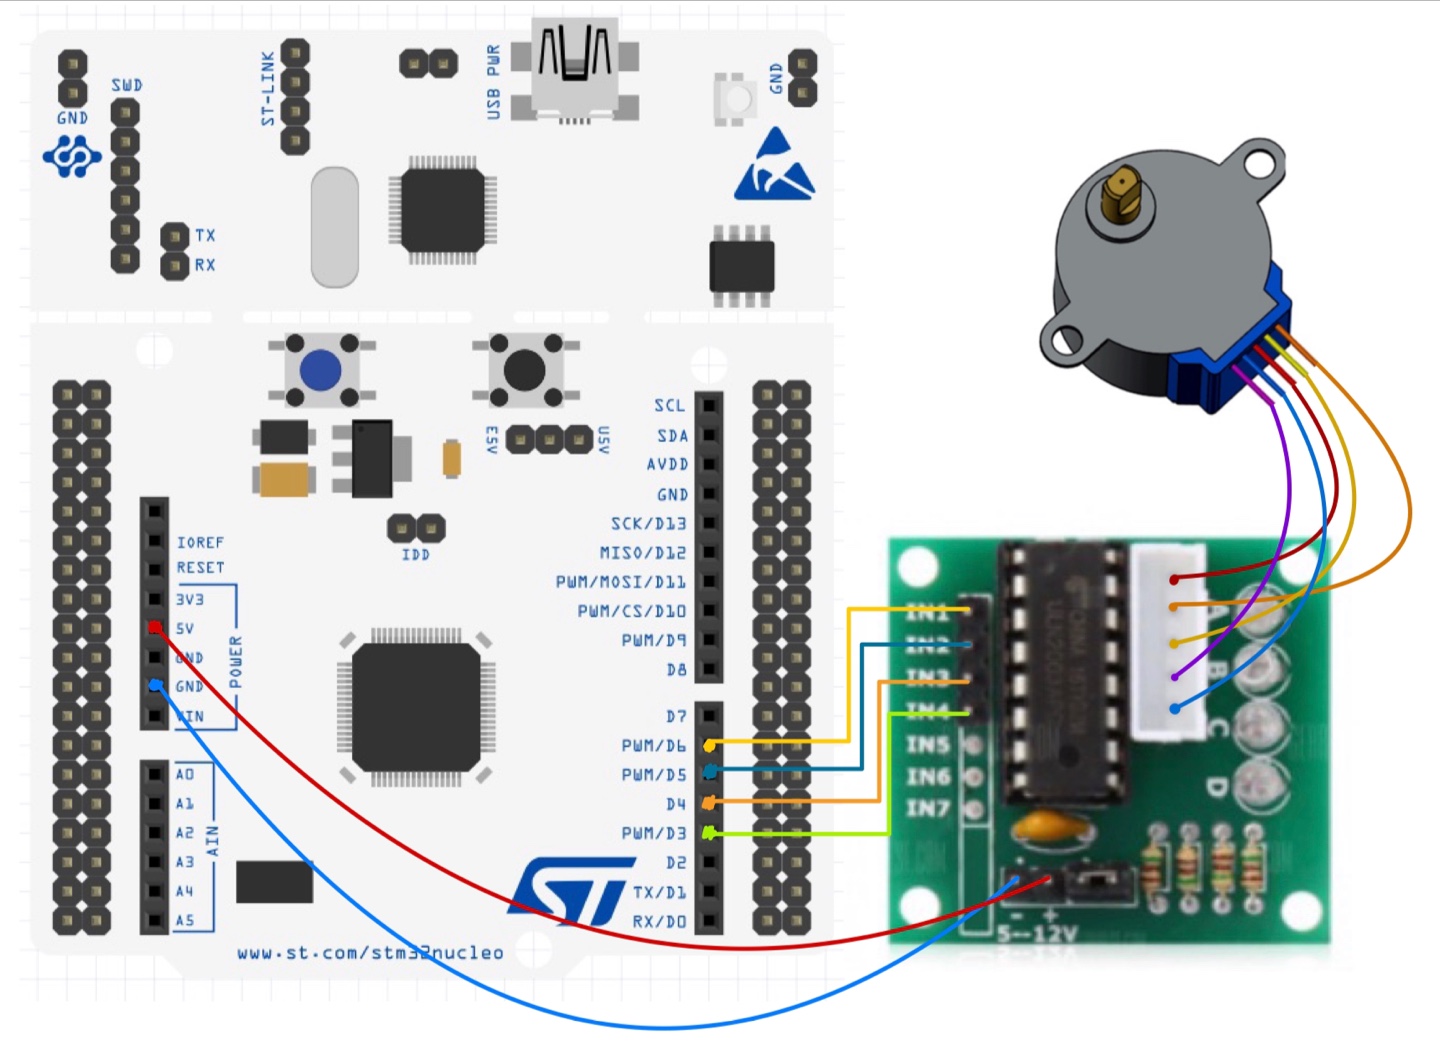 SWD
GND
ST-LINK
USB PWR
GND
TX
RX
E5V
U5V
IDD
IOREF
RESET
3V3
5V
GND
GND
VIN
POWER
A0
A1
A2
A3
A4
A5
AIN
SCL
SDA
AVDD
GND
SCK/D13
MISO/D12
PWM/MOSI/D11
PWM/CS/D10
PWM/D9
D8
D7
PWM/D6
PWM/D5
D4
PWM/D3
D2
TX/D1
RX/D0
ST
www.st.com/stm32nucleo
IN1
IN2
IN3
IN4
IN5
IN6
IN7
A
B
C
D
- +
5--12V